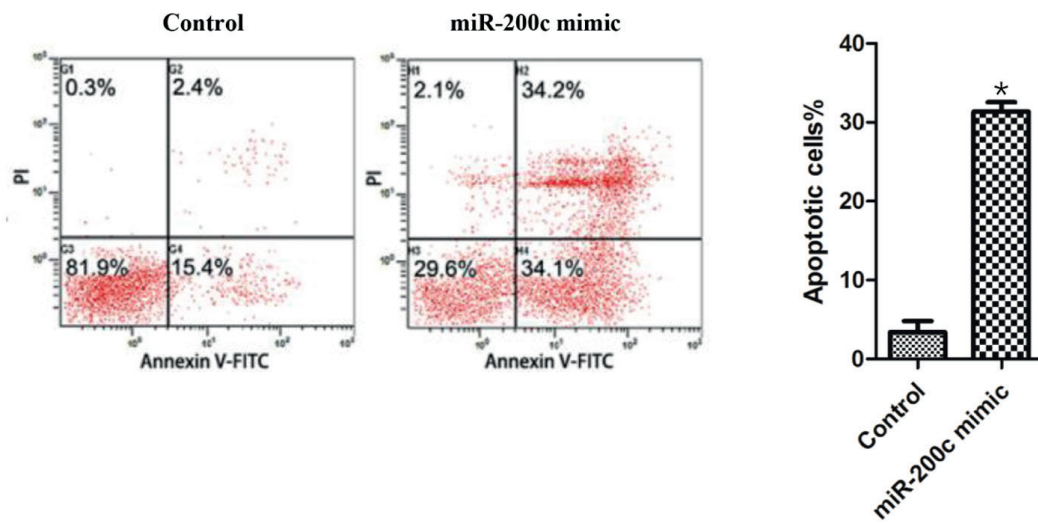 Control
miR-200c mimic
G1
0.3%
G2
2.4%
G3
81.9%
G4
15.4%
PI
Annexin V-FITC
H1
2.1%
H2
34.2%
H3
29.6%
H4
34.1%
PI
Annexin V-FITC
40
30
20
10
0
Apoptotic cells%
*
Control
miR-200c mimic